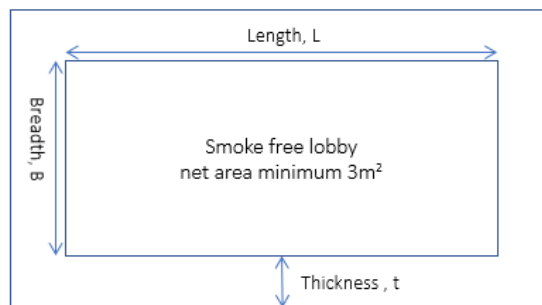 Length, L
Breadth, B
Smoke free lobby
net area minimum 3m²
Thickness , t